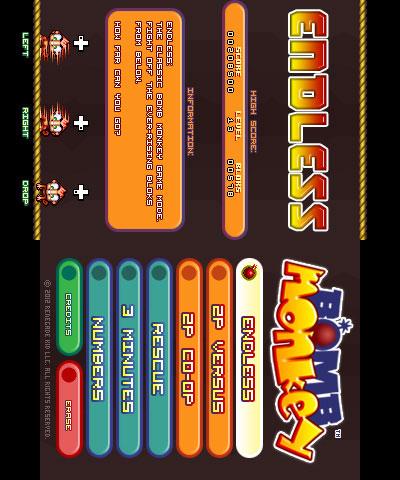 ENDLESS
HIGH SCORE:
SCORE LEVEL BLOKS
00208600 13 00578
INFORMATION:
ENDLESS:
THE CLASSIC BOMB MONKEY GAME MODE.
FIGHT OFF THE EVER-RISING BLOKS
FROM BELOW.
HOW FAR CAN YOU GO?
LEFT RIGHT DROP
BOMB
MONKEY™
ENDLESS
2P VERSUS
2P CO-OP
RESCUE
3 MINUTES
NUMBERS
CREDITS ERASE
© 2012 RENEGADE KID LLC. ALL RIGHTS RESERVED.